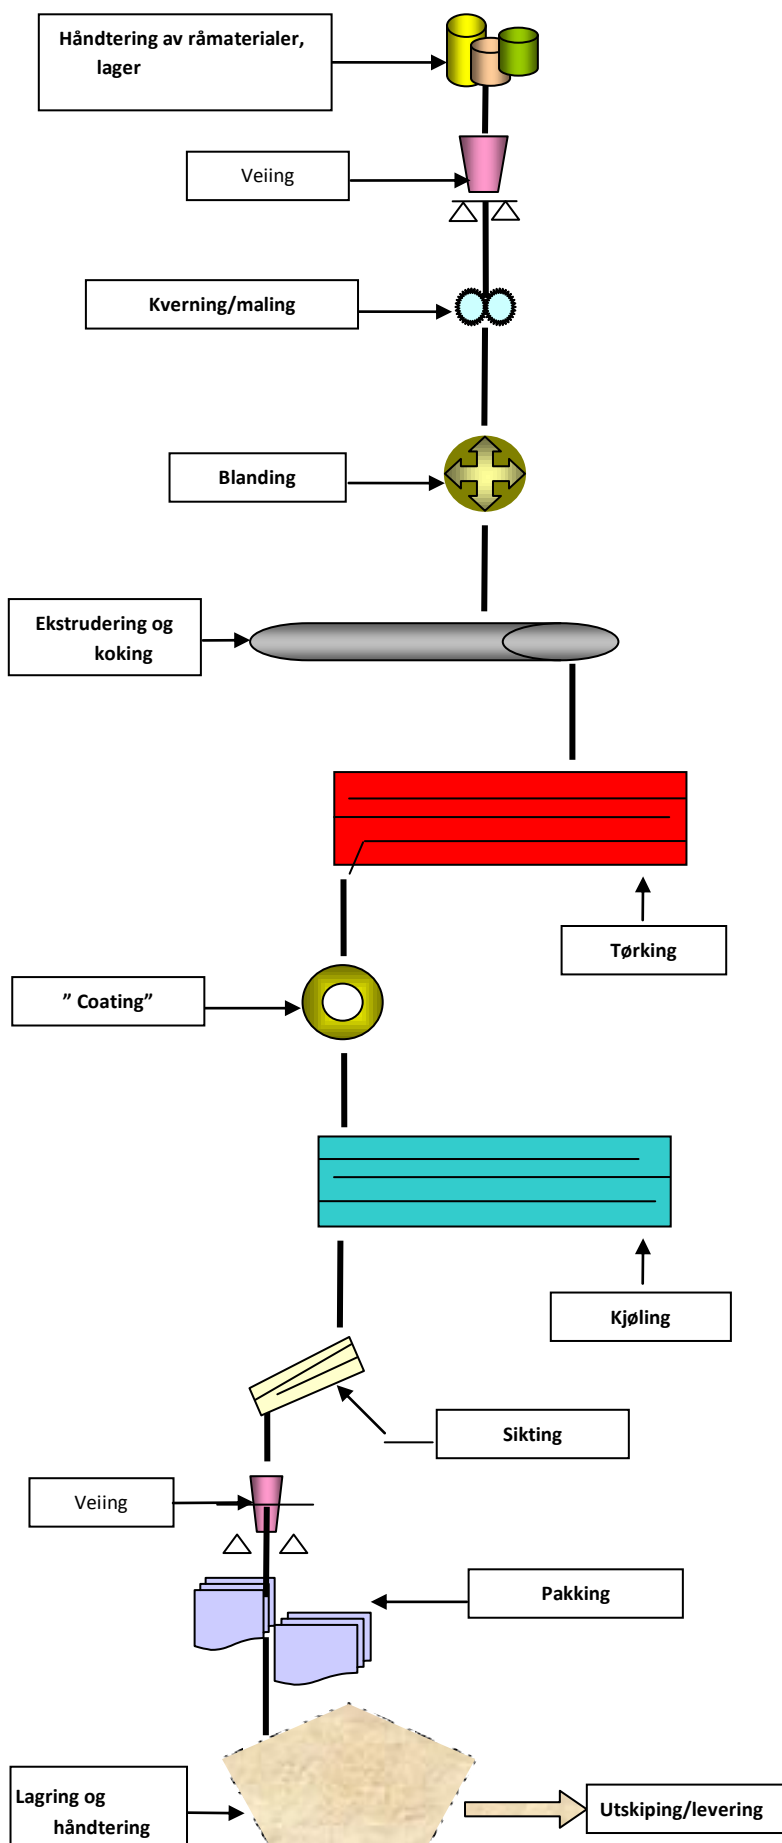 Håndtering av råmaterialer,
lager
Veiing
Kverning/maling
Blanding
Ekstrudering og
koking
Tørking
” Coating”
Kjøling
Sikting
Veiing
Pakking
Lagring og
håndtering
Utskiping/levering